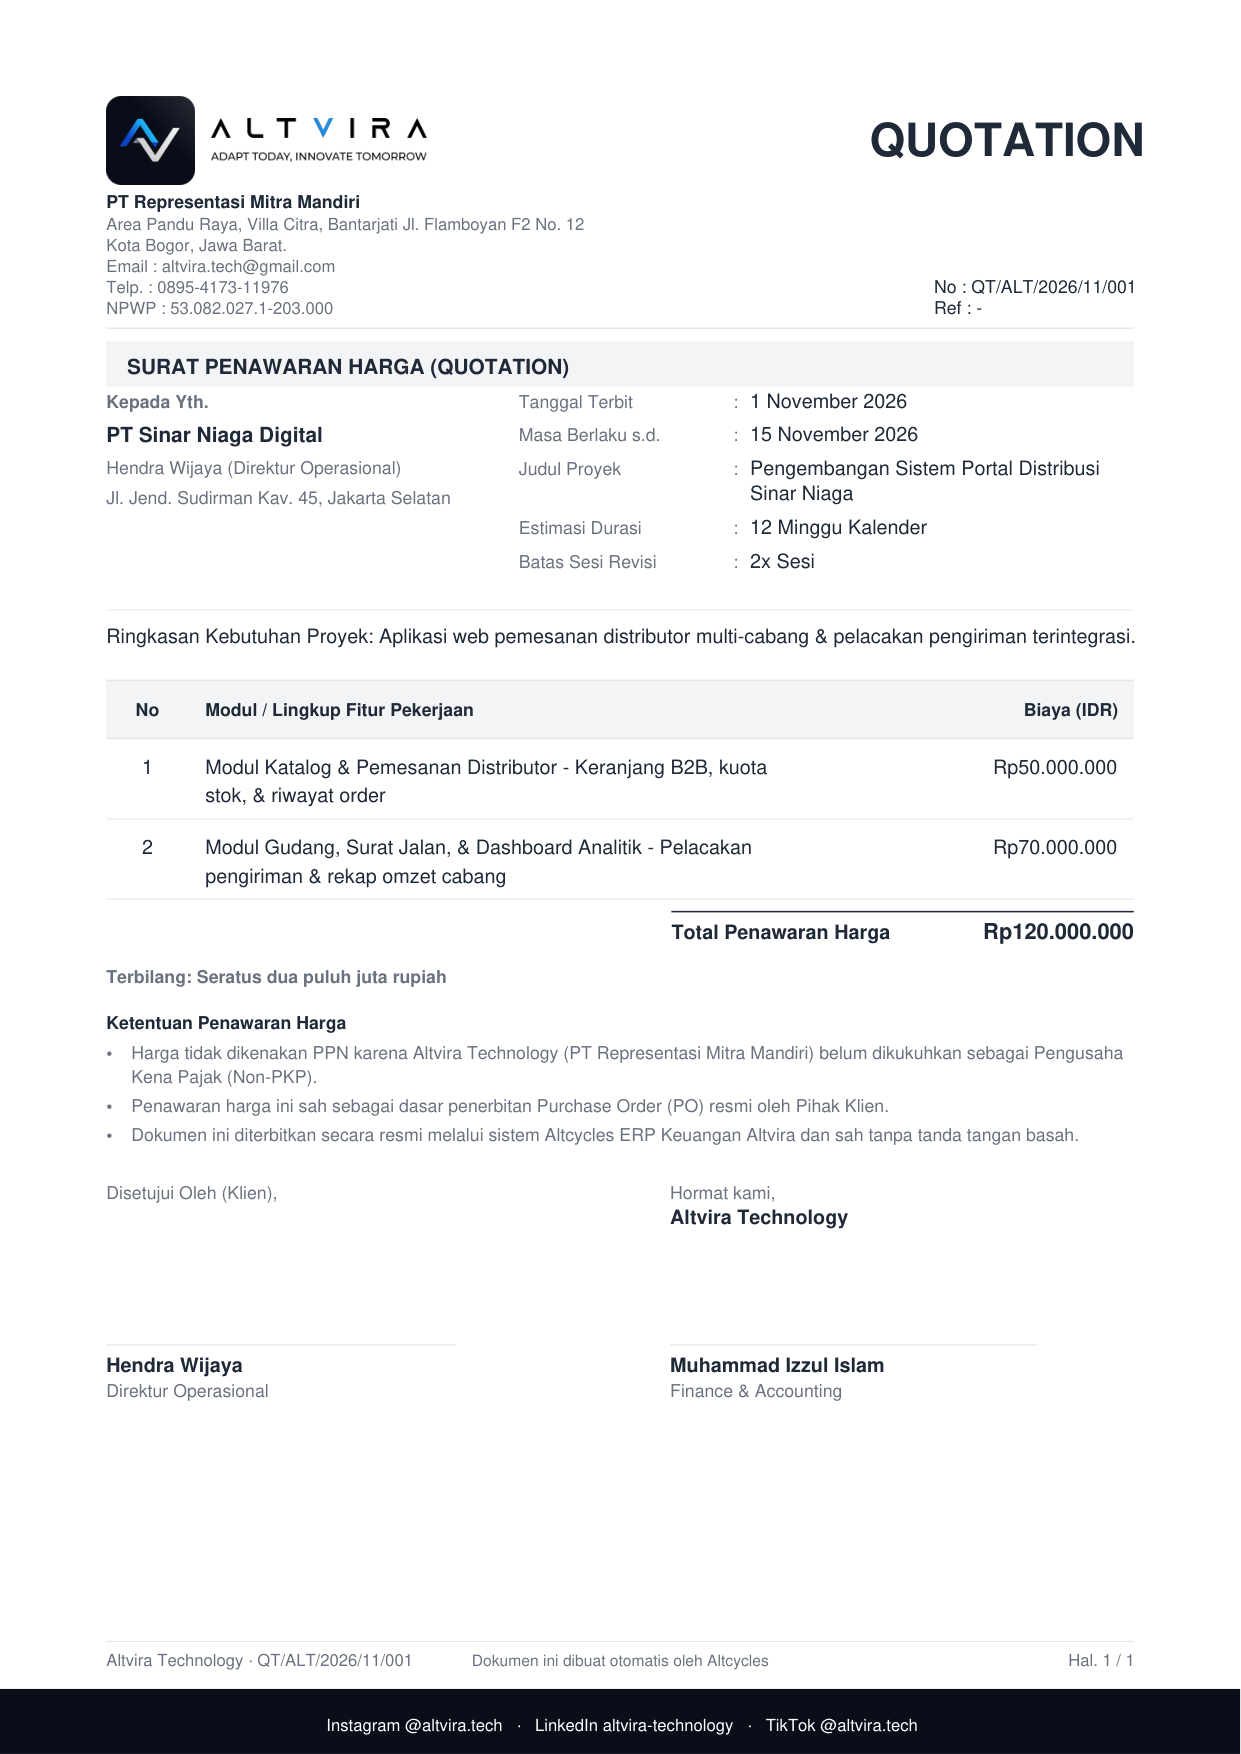 ALTVIRA
ADAPT TODAY, INNOVATE TOMORROW
QUOTATION
PT Representasi Mitra Mandiri
Area Pandu Raya, Villa Citra, Bantarjati Jl. Flamboyan F2 No. 12
Kota Bogor, Jawa Barat.
Email : altvira.tech@gmail.com
Telp. : 0895-4173-11976
NPWP : 53.082.027.1-203.000
No : QT/ALT/2026/11/001
Ref : -
SURAT PENAWARAN HARGA (QUOTATION)
Kepada Yth.
PT Sinar Niaga Digital
Hendra Wijaya (Direktur Operasional)
Jl. Jend. Sudirman Kav. 45, Jakarta Selatan
Tanggal Terbit : 1 November 2026
Masa Berlaku s.d. : 15 November 2026
Judul Proyek : Pengembangan Sistem Portal Distribusi
Sinar Niaga
Estimasi Durasi : 12 Minggu Kalender
Batas Sesi Revisi : 2x Sesi
Ringkasan Kebutuhan Proyek: Aplikasi web pemesanan distributor multi-cabang & pelacakan pengiriman terintegrasi.
No Modul / Lingkup Fitur Pekerjaan Biaya (IDR)
1 Modul Katalog & Pemesanan Distributor - Keranjang B2B, kuota Rp50.000.000
stok, & riwayat order
2 Modul Gudang, Surat Jalan, & Dashboard Analitik - Pelacakan Rp70.000.000
pengiriman & rekap omzet cabang
Total Penawaran Harga Rp120.000.000
Terbilang: Seratus dua puluh juta rupiah
Ketentuan Penawaran Harga
• Harga tidak dikenakan PPN karena Altvira Technology (PT Representasi Mitra Mandiri) belum dikukuhkan sebagai Pengusaha
Kena Pajak (Non-PKP).
• Penawaran harga ini sah sebagai dasar penerbitan Purchase Order (PO) resmi oleh Pihak Klien.
• Dokumen ini diterbitkan secara resmi melalui sistem Altcycles ERP Keuangan Altvira dan sah tanpa tanda tangan basah.
Disetujui Oleh (Klien),
Hormat kami,
Altvira Technology
Hendra Wijaya
Direktur Operasional
Muhammad Izzul Islam
Finance & Accounting
Altvira Technology · QT/ALT/2026/11/001 Dokumen ini dibuat otomatis oleh Altcycles Hal. 1 / 1
Instagram @altvira.tech · LinkedIn altvira-technology · TikTok @altvira.tech